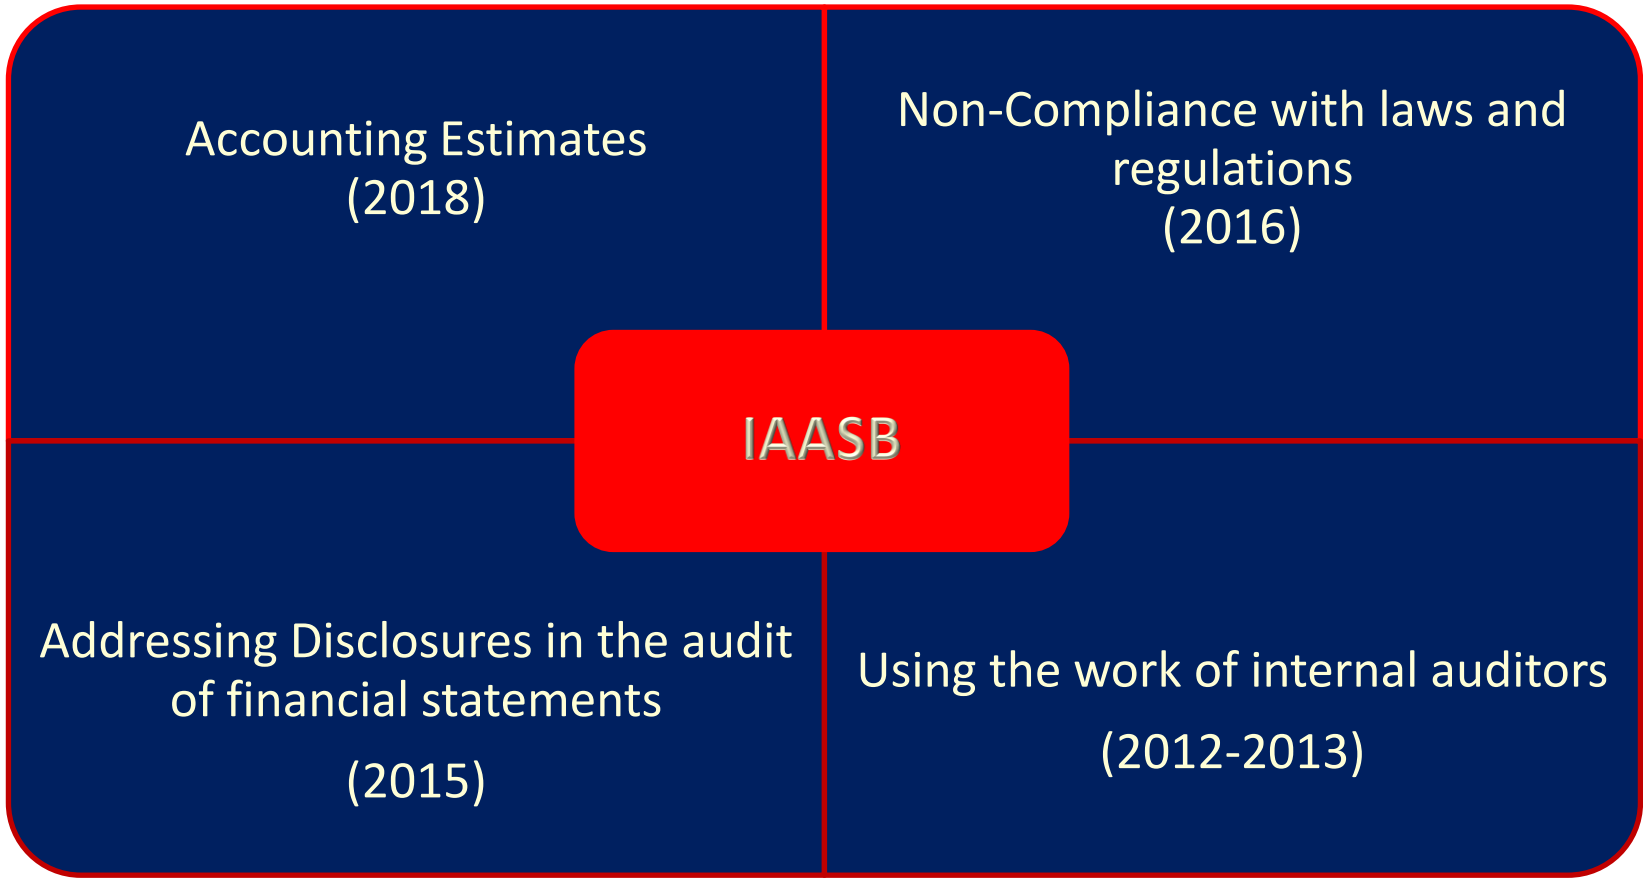 Accounting Estimates
(2018)
Non-Compliance with laws and
regulations
(2016)
IAASB
Addressing Disclosures in the audit
of financial statements
(2015)
Using the work of internal auditors
(2012-2013)